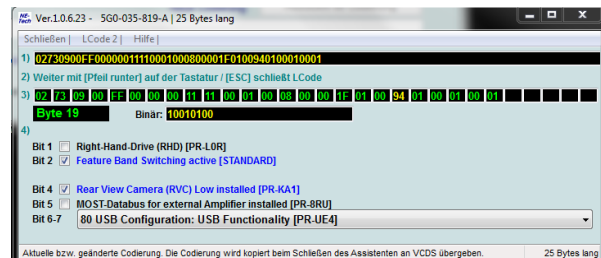 NE-Tech Ver.1.0.6.23 - 5G0-035-819-A | 25 Bytes lang
Schließen | LCode 2 | Hilfe |
1) 02730900FF00000011110001000800001F0100940100010001
2) Weiter mit [Pfeil runter] auf der Tastatur / [ESC] schließt LCode
3) 02 73 09 00 FF 00 00 00 11 11 00 01 00 08 00 00 1F 01 00 94 01 00 01 00 01
Byte 19 Binär: 10010100
4)
Bit 1 Right-Hand-Drive (RHD) [PR-L0R]
Bit 2 Feature Band Switching active [STANDARD]
Bit 4 Rear View Camera (RVC) Low installed [PR-KA1]
Bit 5 MOST-Databus for external Amplifier installed [PR-8RU]
Bit 6-7 80 USB Configuration: USB Functionality [PR-UE4]
Aktuelle bzw. geänderte Codierung. Die Codierung wird kopiert beim Schließen des Assistenten an VCDS übergeben. 25 Bytes lang